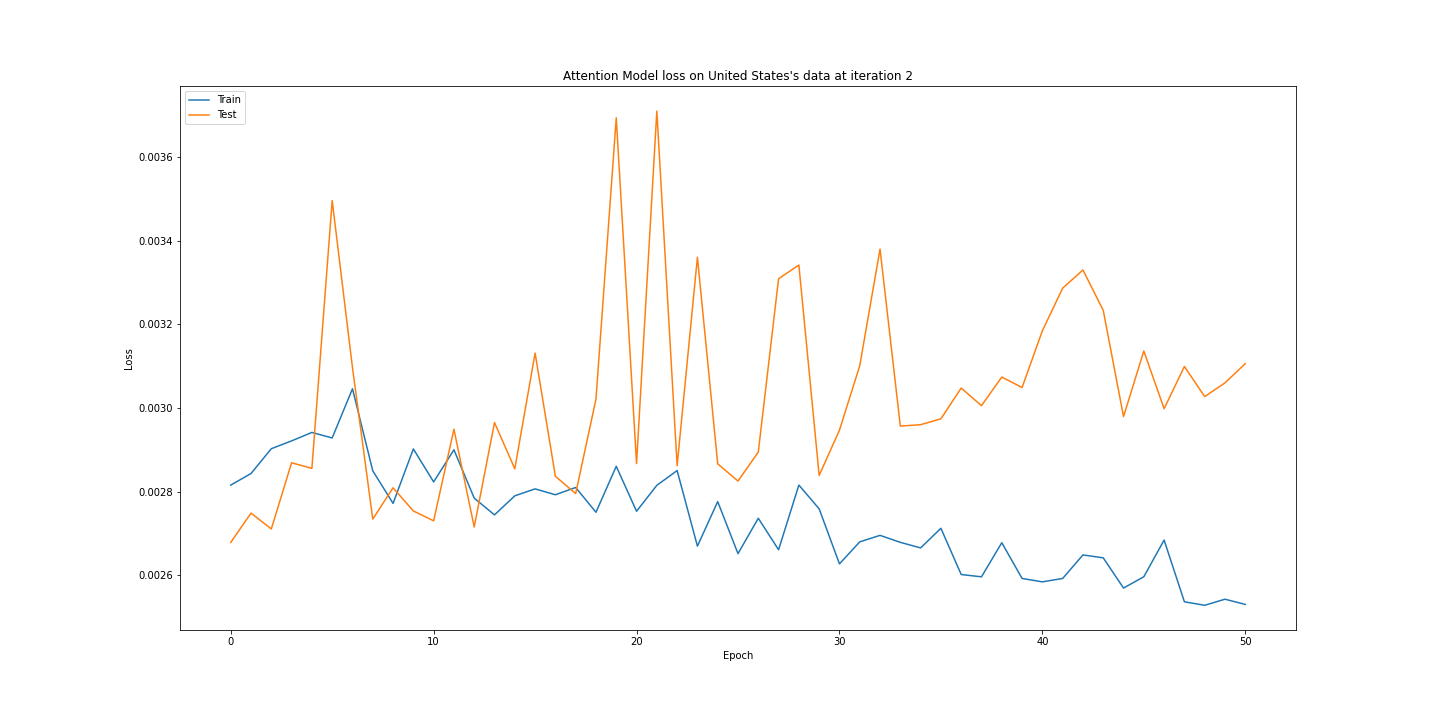 Attention Model loss on United States's data at iteration 2
Train
Test
0.0036
0.0034
0.0032
0.0030
0.0028
0.0026
Loss
0 10 20 30 40 50
Epoch